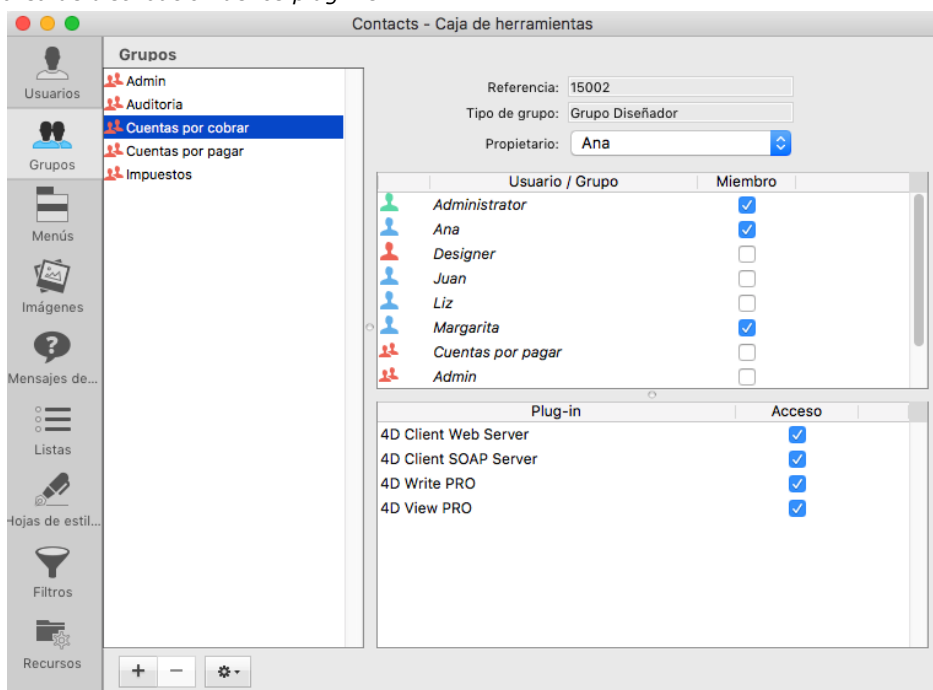 Contacts - Caja de herramientas
Usuarios
Grupos
Menús
Imágenes
Mensajes de...
Listas
Hojas de estil...
Filtros
Recursos
Grupos
Admin
Auditoria
Cuentas por cobrar
Cuentas por pagar
Impuestos
Referencia: 15002
Tipo de grupo: Grupo Diseñador
Propietario: Ana
Usuario / Grupo Miembro
Administrator
Ana
Designer
Juan
Liz
Margarita
Cuentas por pagar
Admin
Plug-in Acceso
4D Client Web Server
4D Client SOAP Server
4D Write PRO
4D View PRO